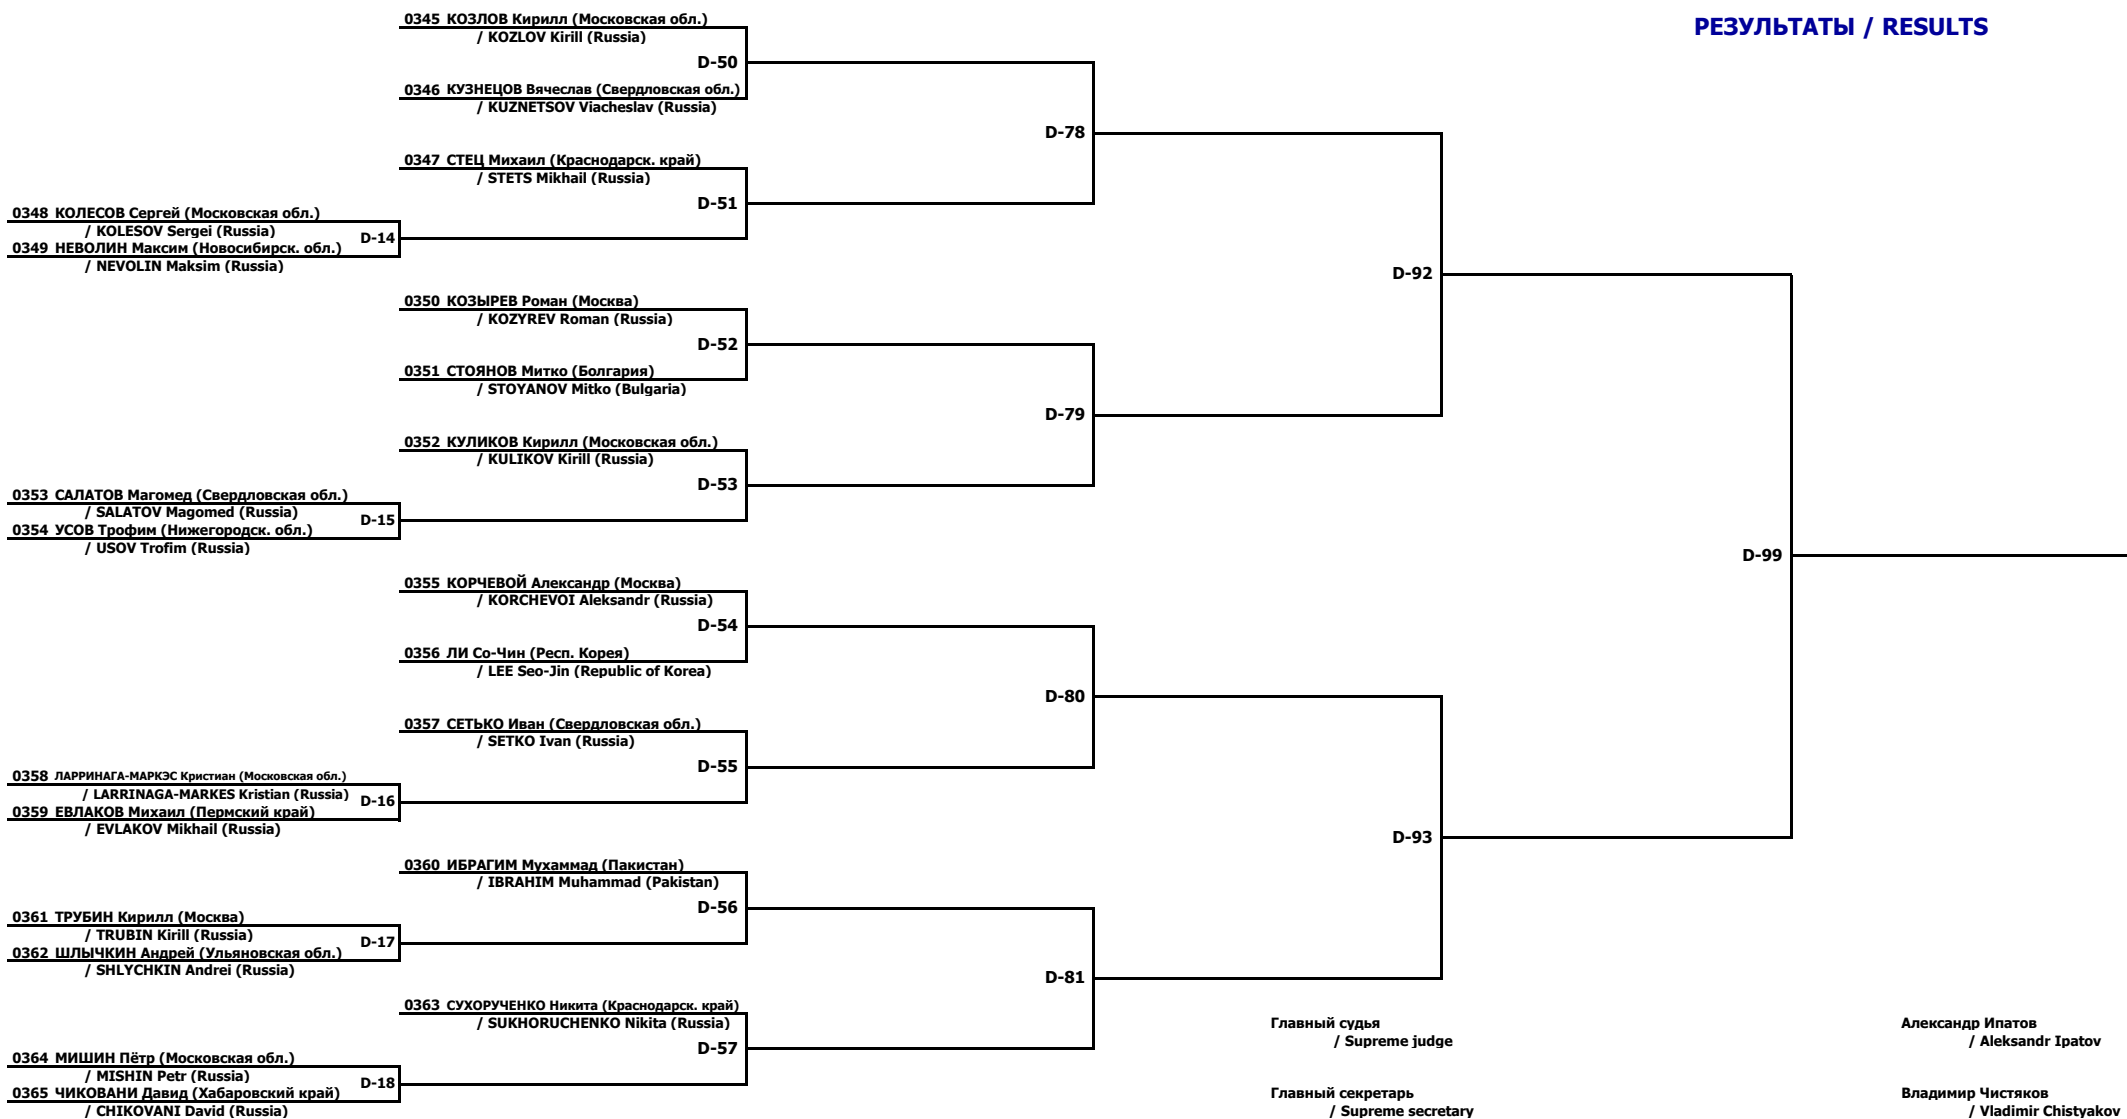 РЕЗУЛЬТАТЫ / RESULTS
0345 КОЗЛОВ Кирилл (Московская обл.)
/ KOZLOV Kirill (Russia)
D-50
0346 КУЗНЕЦОВ Вячеслав (Свердловская обл.)
/ KUZNETSOV Viacheslav (Russia)
D-78
0347 СТЕЦ Михаил (Краснодарск. край)
/ STETS Mikhail (Russia)
D-51
0348 КОЛЕСОВ Сергей (Московская обл.)
/ KOLESOV Sergei (Russia)
D-14
0349 НЕВОЛИН Максим (Новосибирск. обл.)
/ NEVOLIN Maksim (Russia)
D-92
0350 КОЗЫРЕВ Роман (Москва)
/ KOZYREV Roman (Russia)
D-52
0351 СТОЯНОВ Митко (Болгария)
/ STOYANOV Mitko (Bulgaria)
D-79
0352 КУЛИКОВ Кирилл (Московская обл.)
/ KULIKOV Kirill (Russia)
D-53
0353 САЛАТОВ Магомед (Свердловская обл.)
/ SALATOV Magomed (Russia)
D-15
0354 УСОВ Трофим (Нижегородск. обл.)
/ USOV Trofim (Russia)
D-99
0355 КОРЧЕВОЙ Александр (Москва)
/ KORCHEVOI Aleksandr (Russia)
D-54
0356 ЛИ Со-Чин (Респ. Корея)
/ LEE Seo-Jin (Republic of Korea)
D-80
0357 СЕТЬКО Иван (Свердловская обл.)
/ SETKO Ivan (Russia)
D-55
0358 ЛАРРИНАГА-МАРКЭС Кристиан (Московская обл.)
/ LARRINAGA-MARKES Kristian (Russia)
D-16
0359 ЕВЛАКОВ Михаил (Пермский край)
/ EVLAKOV Mikhail (Russia)
D-93
0360 ИБРАГИМ Мухаммад (Пакистан)
/ IBRAHIM Muhammad (Pakistan)
D-56
0361 ТРУБИН Кирилл (Москва)
/ TRUBIN Kirill (Russia)
D-17
0362 ШЛЫЧКИН Андрей (Ульяновская обл.)
/ SHLYCHKIN Andrei (Russia)
D-81
0363 СУХОРУЧЕНКО Никита (Краснодарск. край)
/ SUKHORUCHENKO Nikita (Russia)
D-57
0364 МИШИН Пётр (Московская обл.)
/ MISHIN Petr (Russia)
D-18
0365 ЧИКОВАНИ Давид (Хабаровский край)
/ CHIKOVANI David (Russia)
Главный судья
/ Supreme judge
Александр Ипатов
/ Aleksandr Ipatov
Главный секретарь
/ Supreme secretary
Владимир Чистяков
/ Vladimir Chistyakov